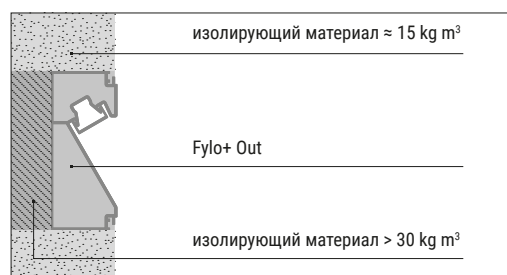 изолирующий материал ≈ 15 kg m³
Fylo+ Out
изолирующий материал > 30 kg m³